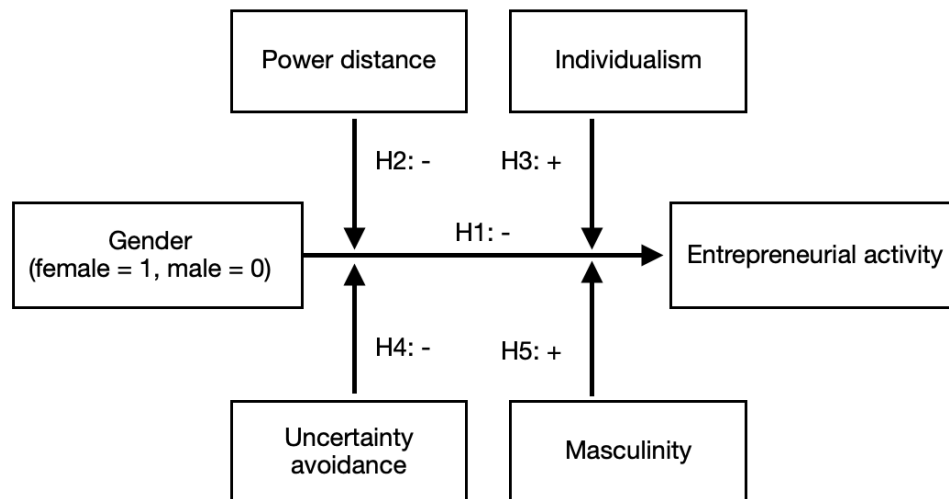 Power distance
Individualism
H2: -
H3: +
Gender
(female = 1, male = 0)
H1: -
Entrepreneurial activity
H4: -
H5: +
Uncertainty
avoidance
Masculinity